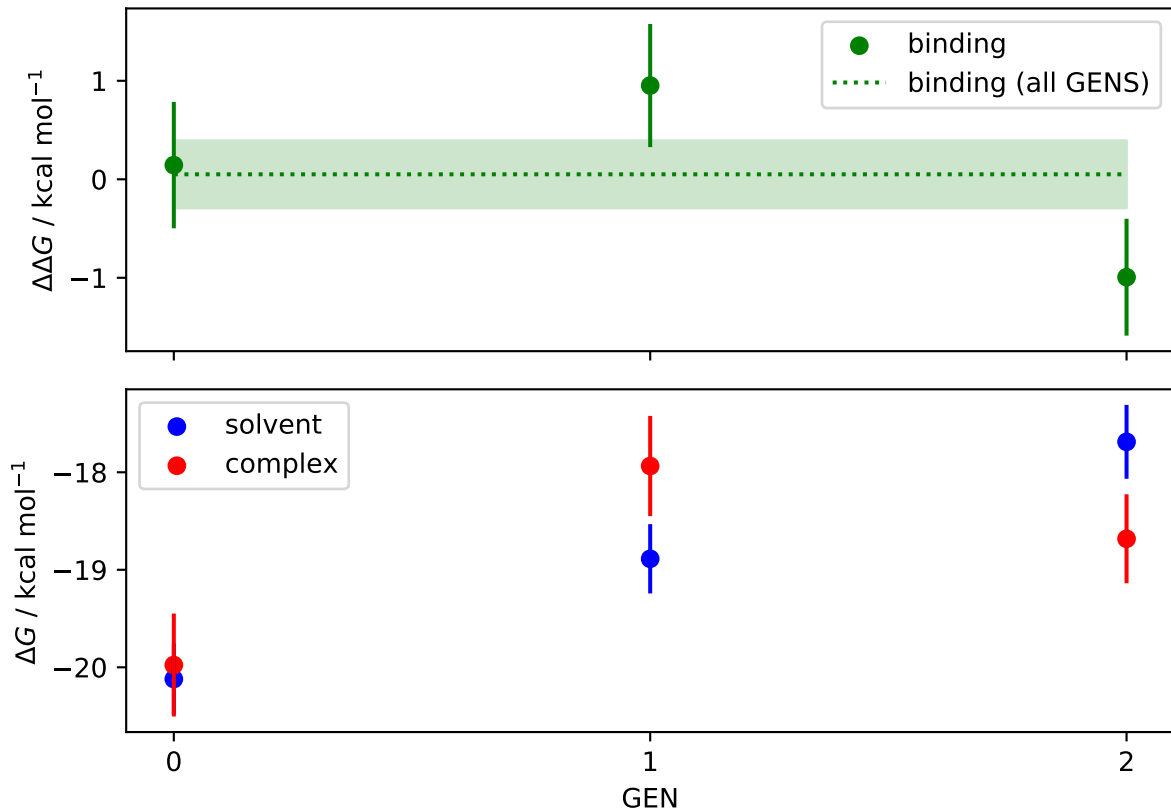 binding
binding (all GENS)
ΔΔG / kcal mol⁻¹
1
0
−1
solvent
complex
ΔG / kcal mol⁻¹
−18
−19
−20
0
1
2
GEN